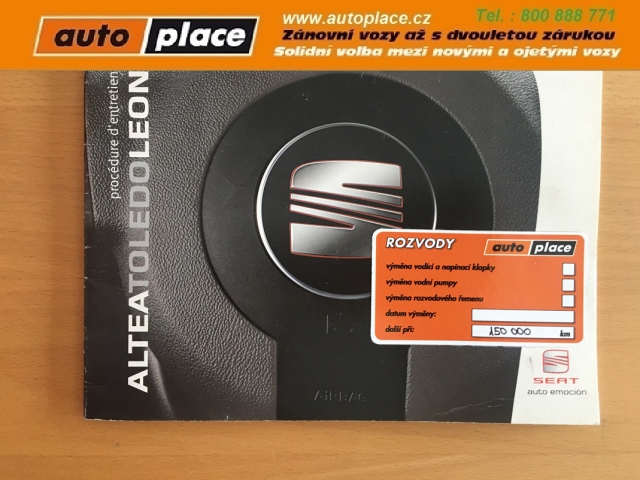 auto place
www.autoplace.cz
Tel. : 800 888 771
Zánovní vozy až s dvouletou zárukou
Solidní volba mezi novými a ojetými vozy
procédure d'entretien
ALTEATOLEDOLEON
AIRBAG
ROZVODY
auto place
výměna vodící a napínací kladky
výměna vodní pumpy
výměna rozvodového řemenu
datum výměny:
další při: 150 000 km
SEAT
auto emoción